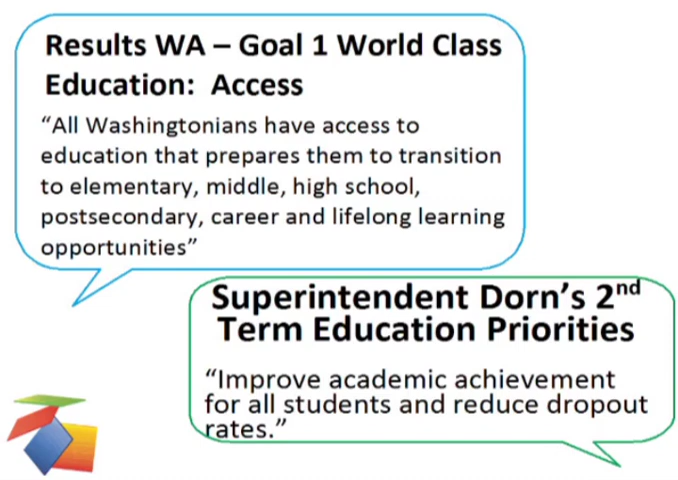 Results WA – Goal 1 World Class
Education:  Access
“All Washingtonians have access to
education that prepares them to transition
to elementary, middle, high school,
postsecondary, career and lifelong learning
opportunities”
Superintendent Dorn’s 2nd
Term Education Priorities
“Improve academic achievement
for all students and reduce dropout
rates.”